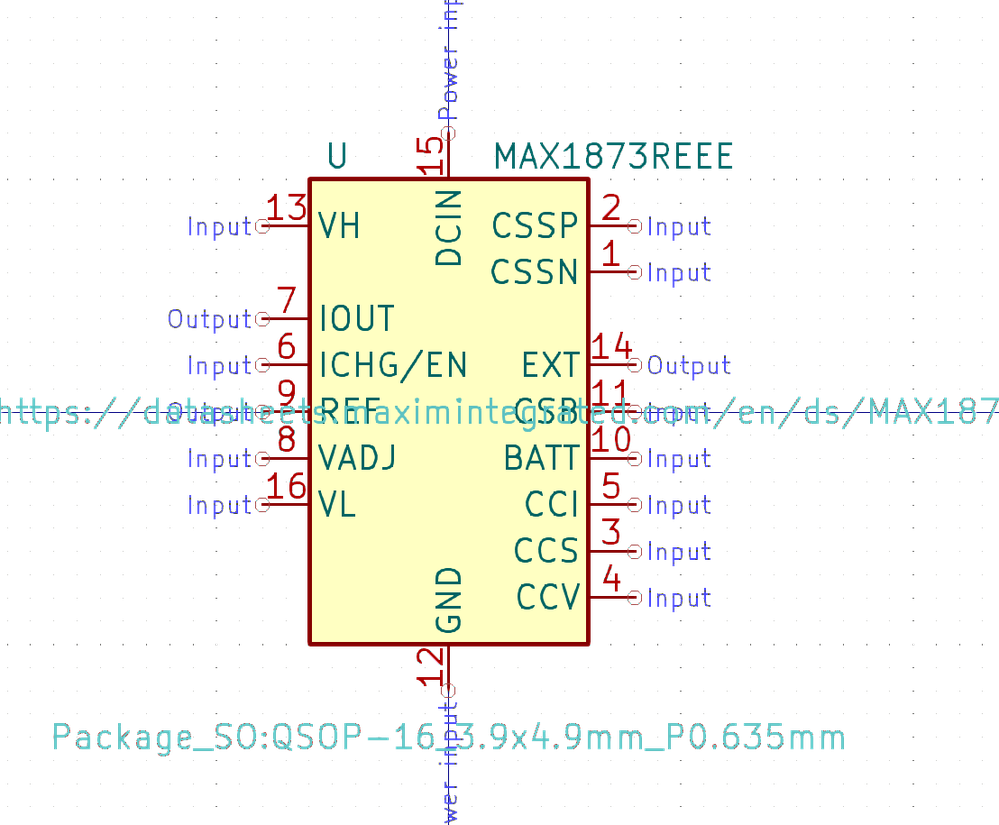 Power inp
15
U
MAX1873REEE
DCIN
Input 13 VH
CSSP 2 Input
CSSN 1 Input
Output 7 IOUT
Input 6 ICHG/EN
EXT 14 Output
Output 9 REF
CSB 11 Input
https://datasheets.maximintegrated.com/en/ds/MAX187
Input 8 VADJ
BATT 10 Input
Input 16 VL
CCI 5 Input
CCS 3 Input
CCV 4 Input
GND
12
wer input
Package_SO:QSOP-16_3.9x4.9mm_P0.635mm